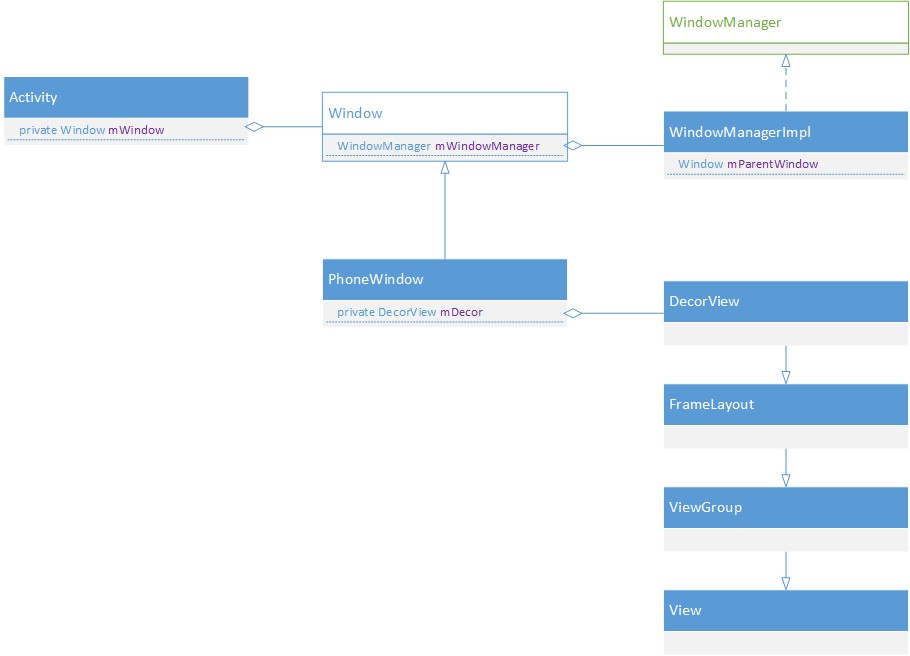 WindowManager
Activity
private Window mWindow
Window
WindowManager mWindowManager
WindowManagerImpl
Window mParentWindow
PhoneWindow
private DecorView mDecor
DecorView
FrameLayout
ViewGroup
View